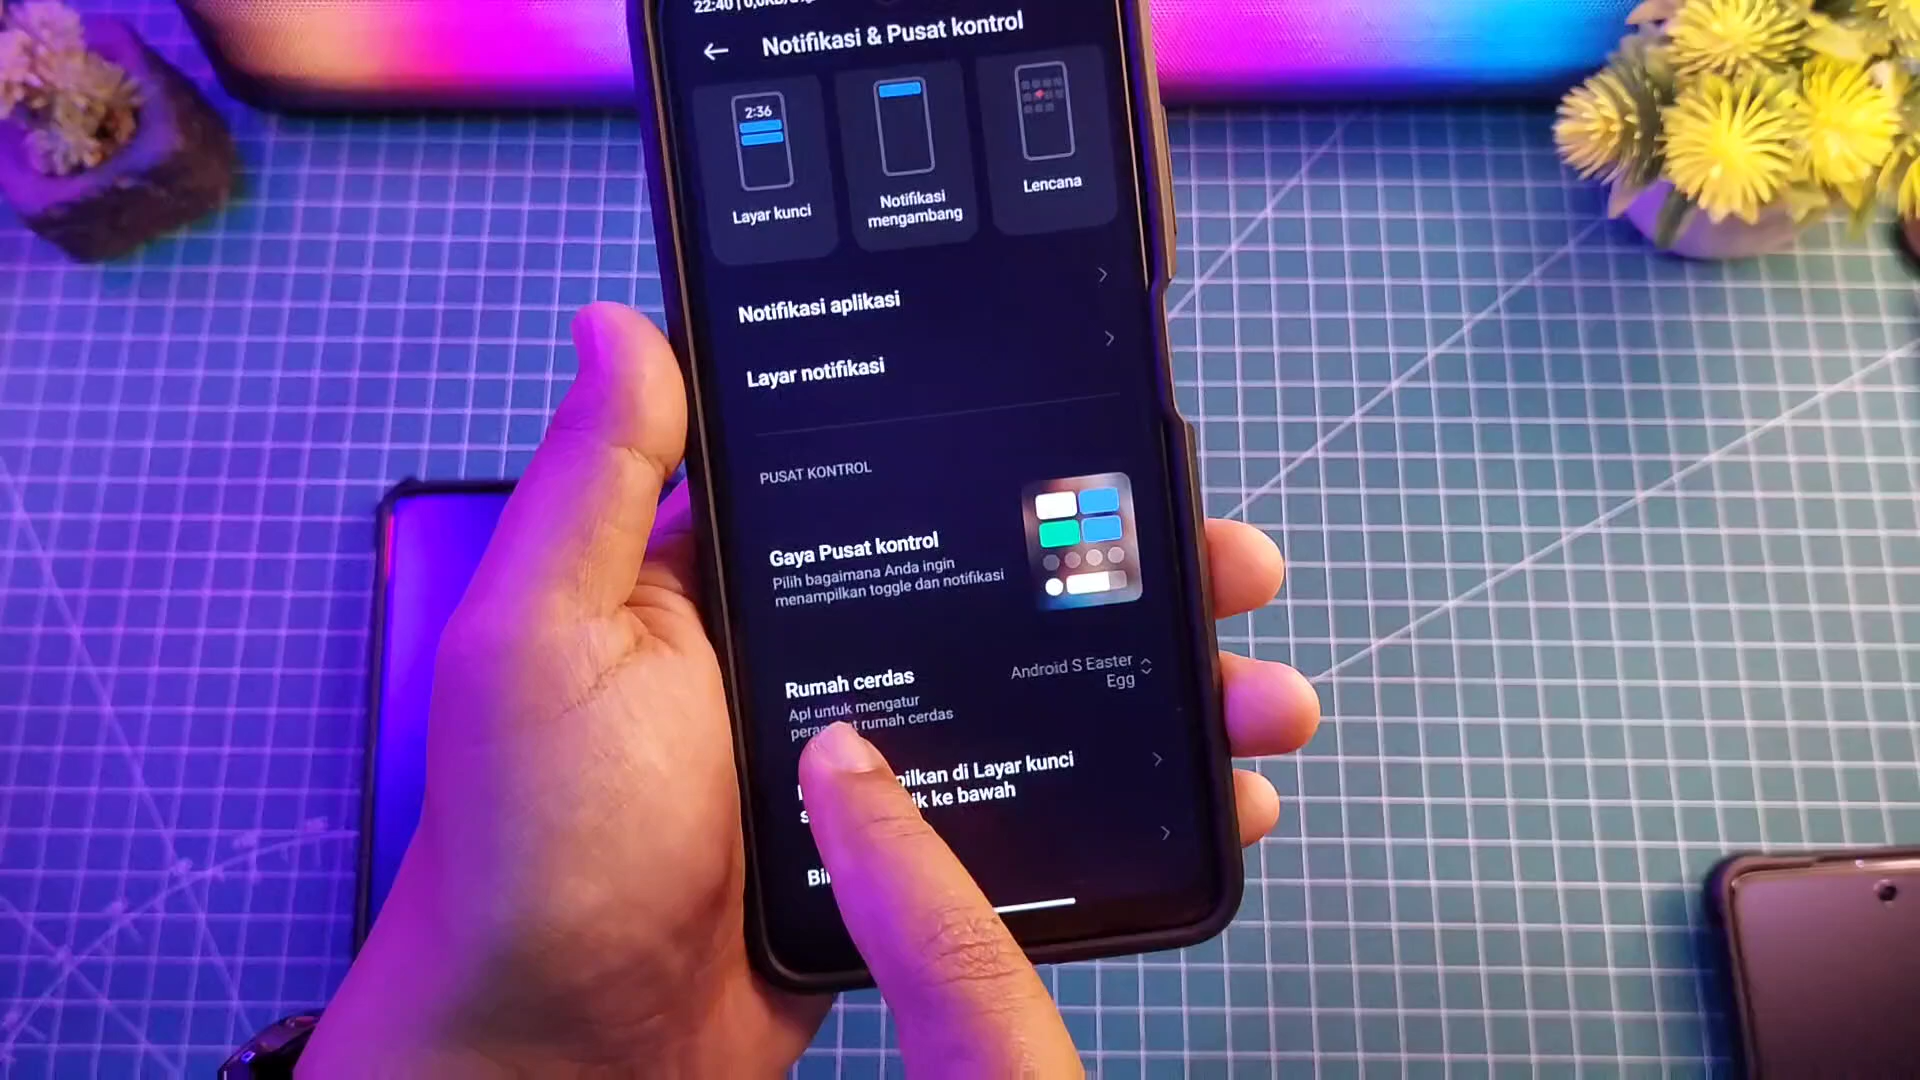 Notifikasi & Pusat kontrol
2:36
Layar kunci
Notifikasi
mengambang
Lencana
Notifikasi aplikasi
Layar notifikasi
PUSAT KONTROL
Gaya Pusat kontrol
Pilih bagaimana Anda ingin
menampilkan toggle dan notifikasi
Rumah cerdas
Apl untuk mengatur
rumah cerdas
Android S Easter
Egg
di Layar kunci
ke bawah